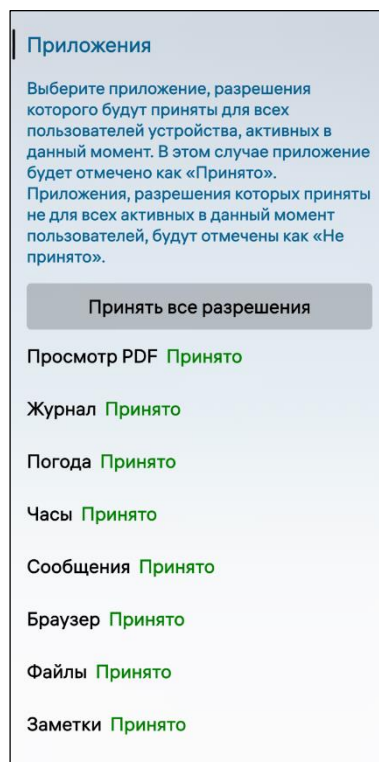 Приложения
Выберите приложение, разрешения
которого будут приняты для всех
пользователей устройства, активных в
данный момент. В этом случае приложение
будет отмечено как «Принято».
Приложения, разрешения которых приняты
не для всех активных в данный момент
пользователей, будут отмечены как «Не
принято».
Принять все разрешения
Просмотр PDF Принято
Журнал Принято
Погода Принято
Часы Принято
Сообщения Принято
Браузер Принято
Файлы Принято
Заметки Принято